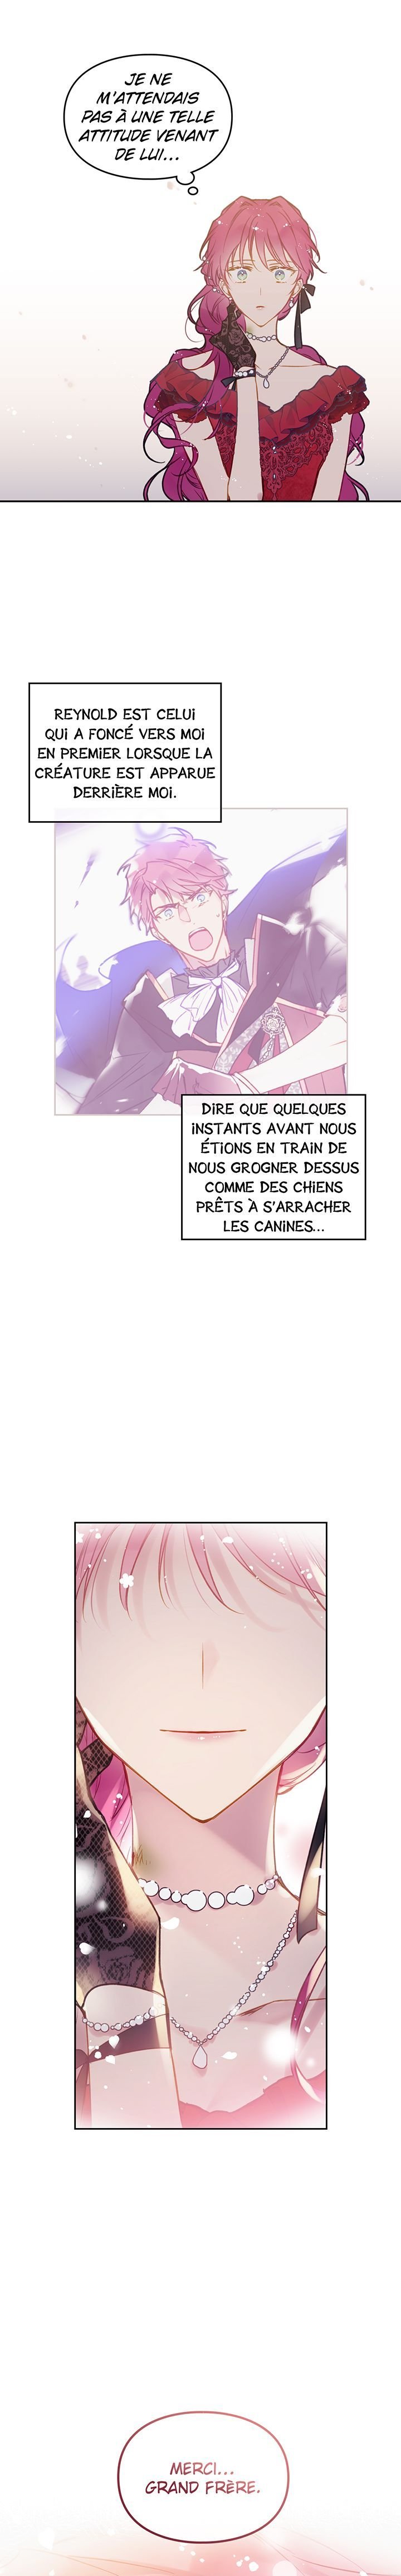 JE NE
M'ATTENDAIS
PAS À UNE TELLE
ATTITUDE VENANT
DE LUI...
REYNOLD EST CELUI
QUI A FONCÉ VERS MOI
EN PREMIER LORSQUE LA
CRÉATURE EST APPARUE
DERRIÈRE MOI.
DIRE QUE QUELQUES
INSTANTS AVANT NOUS
ÉTIONS EN TRAIN DE
NOUS GROGNER DESSUS
COMME DES CHIENS
PRÊTS À S'ARRACHER
LES CANINES...
MERCI...
GRAND FRÈRE.